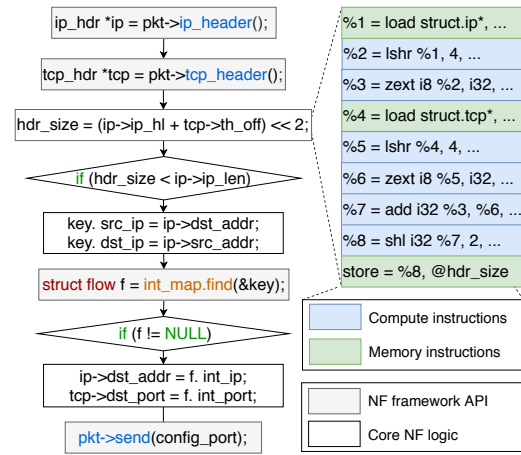 ip_hdr *ip = pkt->ip_header();
tcp_hdr *tcp = pkt->tcp_header();
hdr_size = (ip->ip_hl + tcp->th_off) << 2;
if (hdr_size < ip->ip_len)
key. src_ip = ip->dst_addr;
key. dst_ip = ip->src_addr;
struct flow f = int_map.find(&key);
if (f != NULL)
ip->dst_addr = f. int_ip;
tcp->dst_port = f. int_port;
pkt->send(config_port);
%1 = load struct.ip*, ...
%2 = lshr %1, 4, ...
%3 = zext i8 %2, i32, ...
%4 = load struct.tcp*, ...
%5 = lshr %4, 4, ...
%6 = zext i8 %5, i32, ...
%7 = add i32 %3, %6, ...
%8 = shl i32 %7, 2, ...
store = %8, @hdr_size
Compute instructions
Memory instructions
NF framework API
Core NF logic